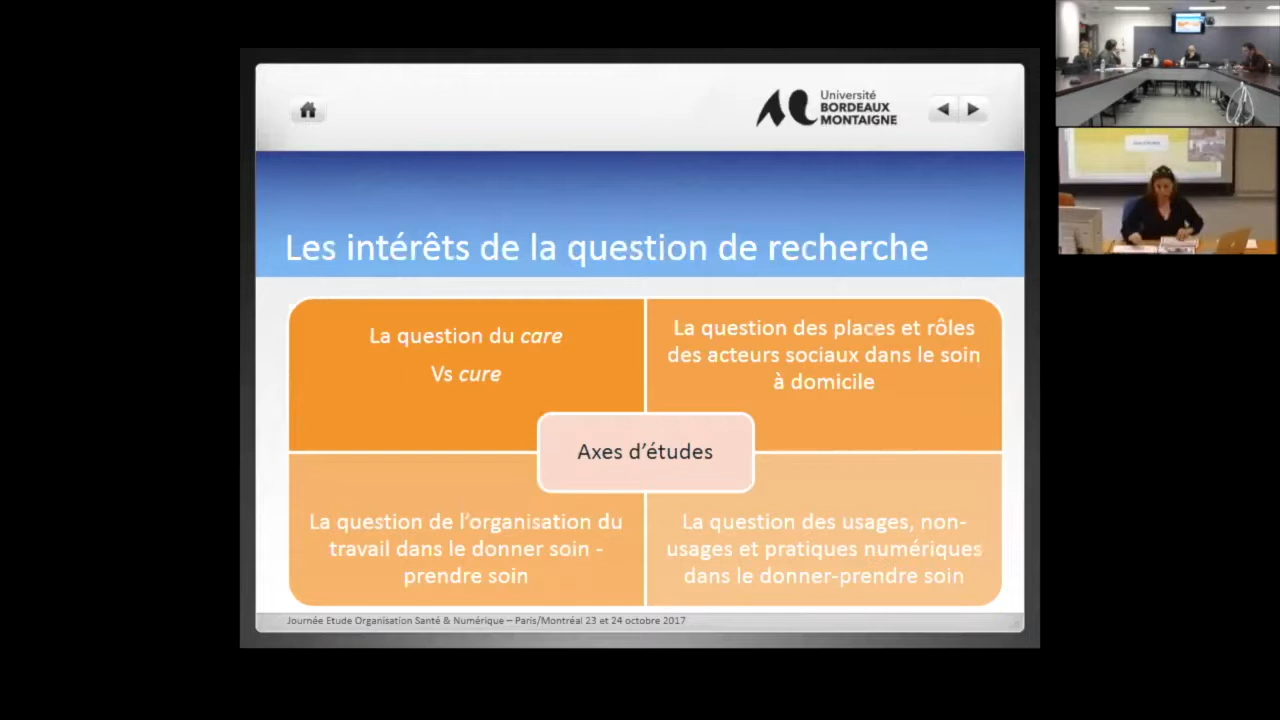 Université
BORDEAUX
MONTAIGNE
Les intérêts de la question de recherche
La question du care
Vs cure
La question des places et rôles
des acteurs sociaux dans le soin
à domicile
Axes d'études
La question de l'organisation du
travail dans le donner soin -
prendre soin
La question des usages, non-
usages et pratiques numériques
dans le donner-prendre soin
Journée Etude Organisation Santé & Numérique – Paris/Montréal 23 et 24 octobre 2017